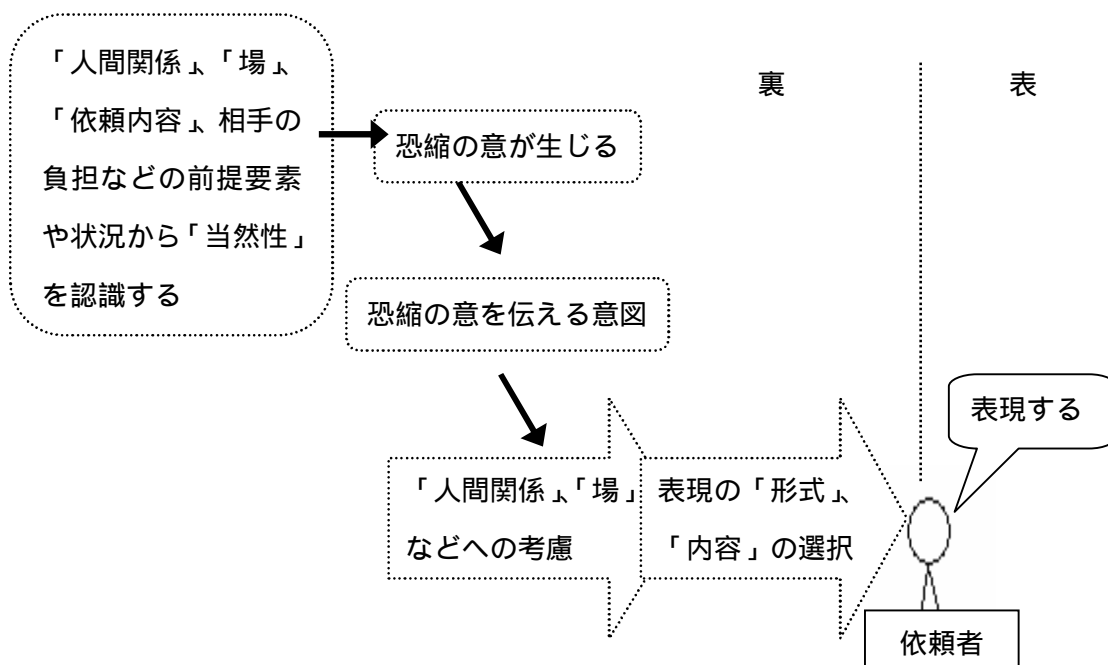 「人間関係」、「場」、
「依頼内容」、相手の
負担などの前提要素
や状況から「当然性」
を認識する
裏
表
恐縮の意が生じる
恐縮の意を伝える意図
「人間関係」、「場」
などへの考慮
表現の「形式」、
「内容」の選択
表現する
依頼者